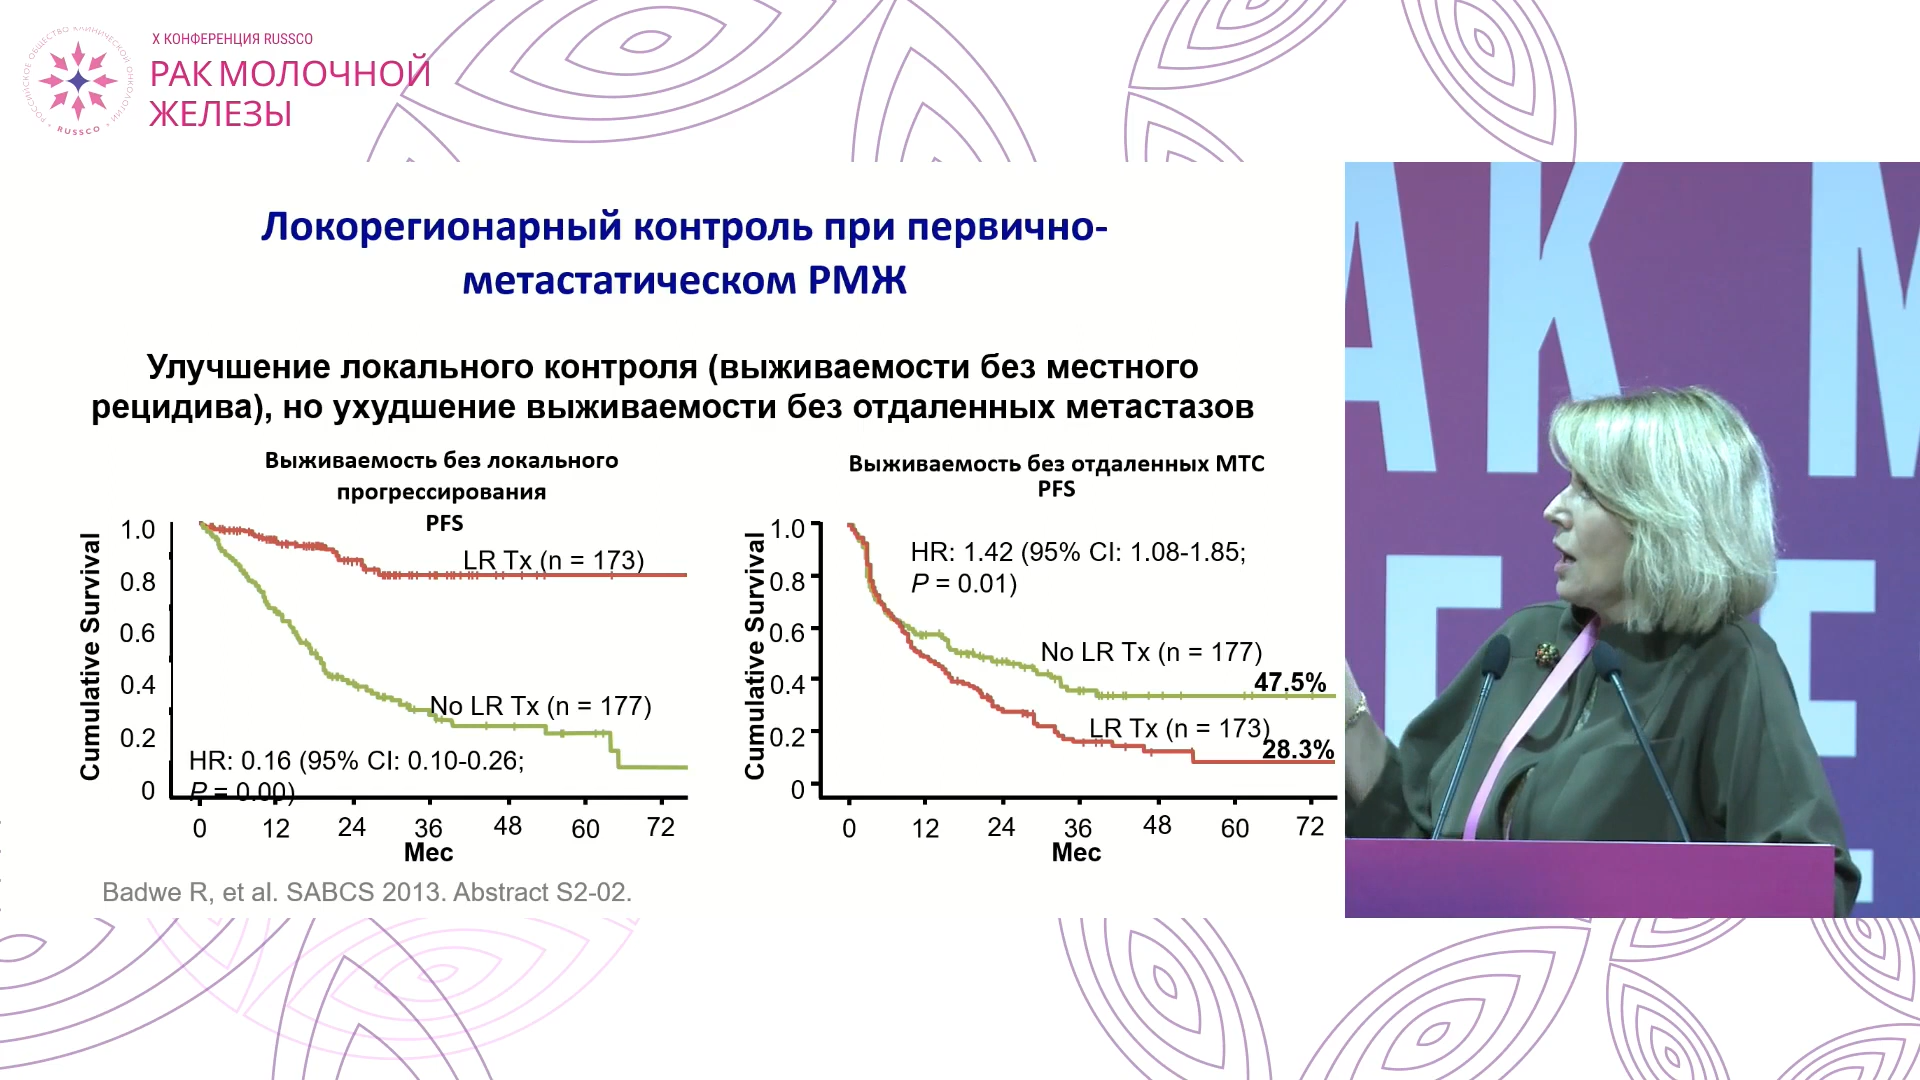 X КОНФЕРЕНЦИЯ RUSSCO
РАК МОЛОЧНОЙ
ЖЕЛЕЗЫ
РОССИЙСКОЕ ОБЩЕСТВО КЛИНИЧЕСКОЙ ОНКОЛОГИИ
RUSSCO
Локорегионарный контроль при первично-
метастатическом РМЖ
Улучшение локального контроля (выживаемости без местного
рецидива), но ухудшение выживаемости без отдаленных метастазов
Выживаемость без локального
прогрессирования
PFS
Cumulative Survival
1.0
0.8
0.6
0.4
0.2
0
LR Tx (n = 173)
No LR Tx (n = 177)
HR: 0.16 (95% CI: 0.10-0.26;
P = 0.00)
0 12 24 36 48 60 72
Мес
Выживаемость без отдаленных МТС
PFS
Cumulative Survival
1.0
0.8
0.6
0.4
0.2
0
HR: 1.42 (95% CI: 1.08-1.85;
P = 0.01)
No LR Tx (n = 177)
47.5%
LR Tx (n = 173)
28.3%
0 12 24 36 48 60 72
Мес
Badwe R, et al. SABCS 2013. Abstract S2-02.
АК М